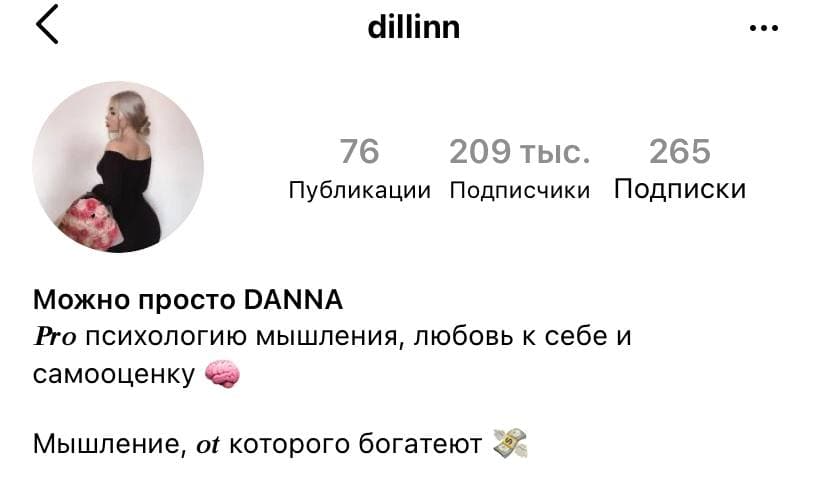 dillinn
76 209 тыс. 265
Публикации Подписчики Подписки
Можно просто DANNA
Pro психологию мышления, любовь к себе и
самооценку 🧠
Мышление, ot которого богатеют 💸